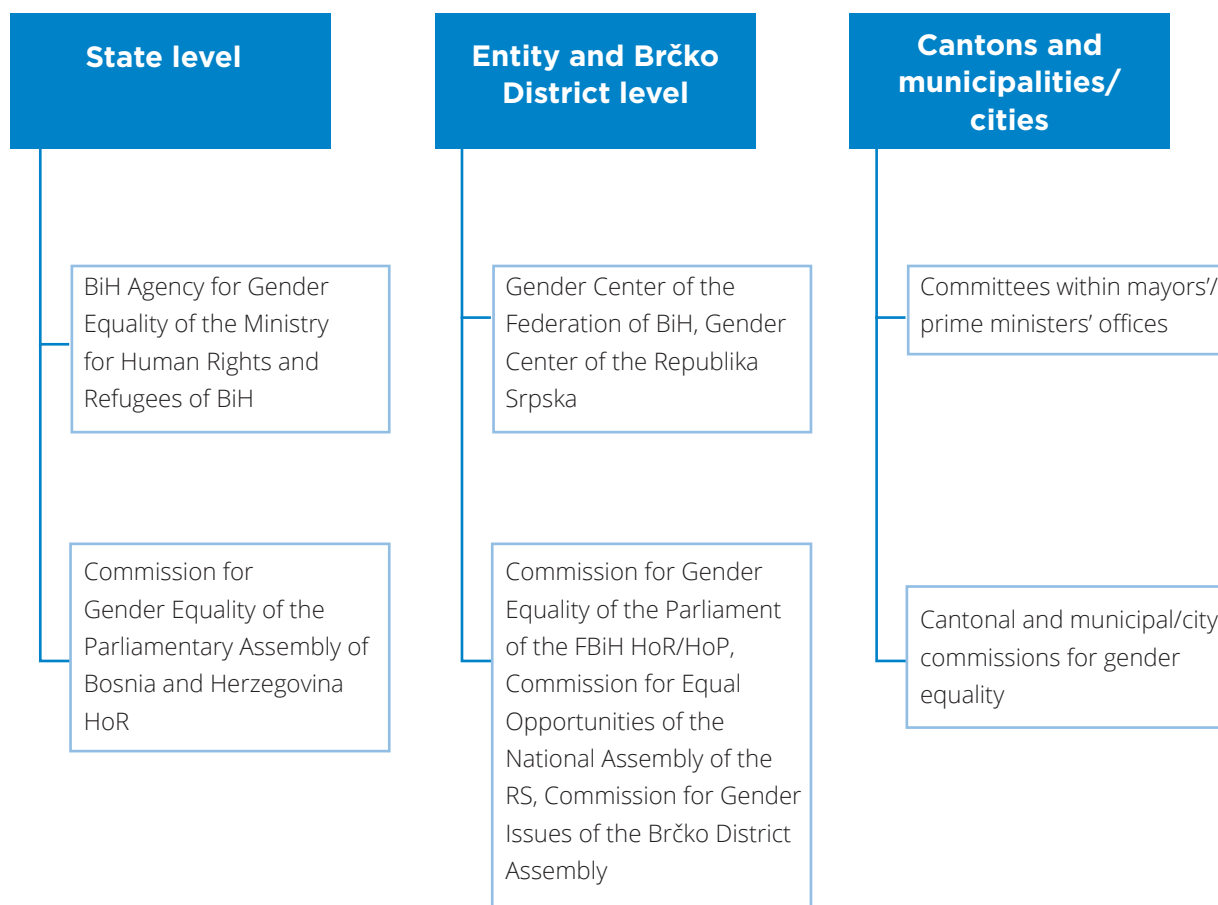 State level
BiH Agency for Gender
Equality of the Ministry
for Human Rights and
Refugees of BiH
Commission for
Gender Equality of the
Parliamentary Assembly of
Bosnia and Herzegovina
HoR
Entity and Brčko
District level
Gender Center of the
Federation of BiH, Gender
Center of the Republika
Srpska
Commission for Gender
Equality of the Parliament
of the FBiH HoR/HoP,
Commission for Equal
Opportunities of the
National Assembly of the
RS, Commission for Gender
Issues of the Brčko District
Assembly
Cantons and
municipalities/
cities
Committees within mayors’/
prime ministers’ offices
Cantonal and municipal/city
commissions for gender
equality